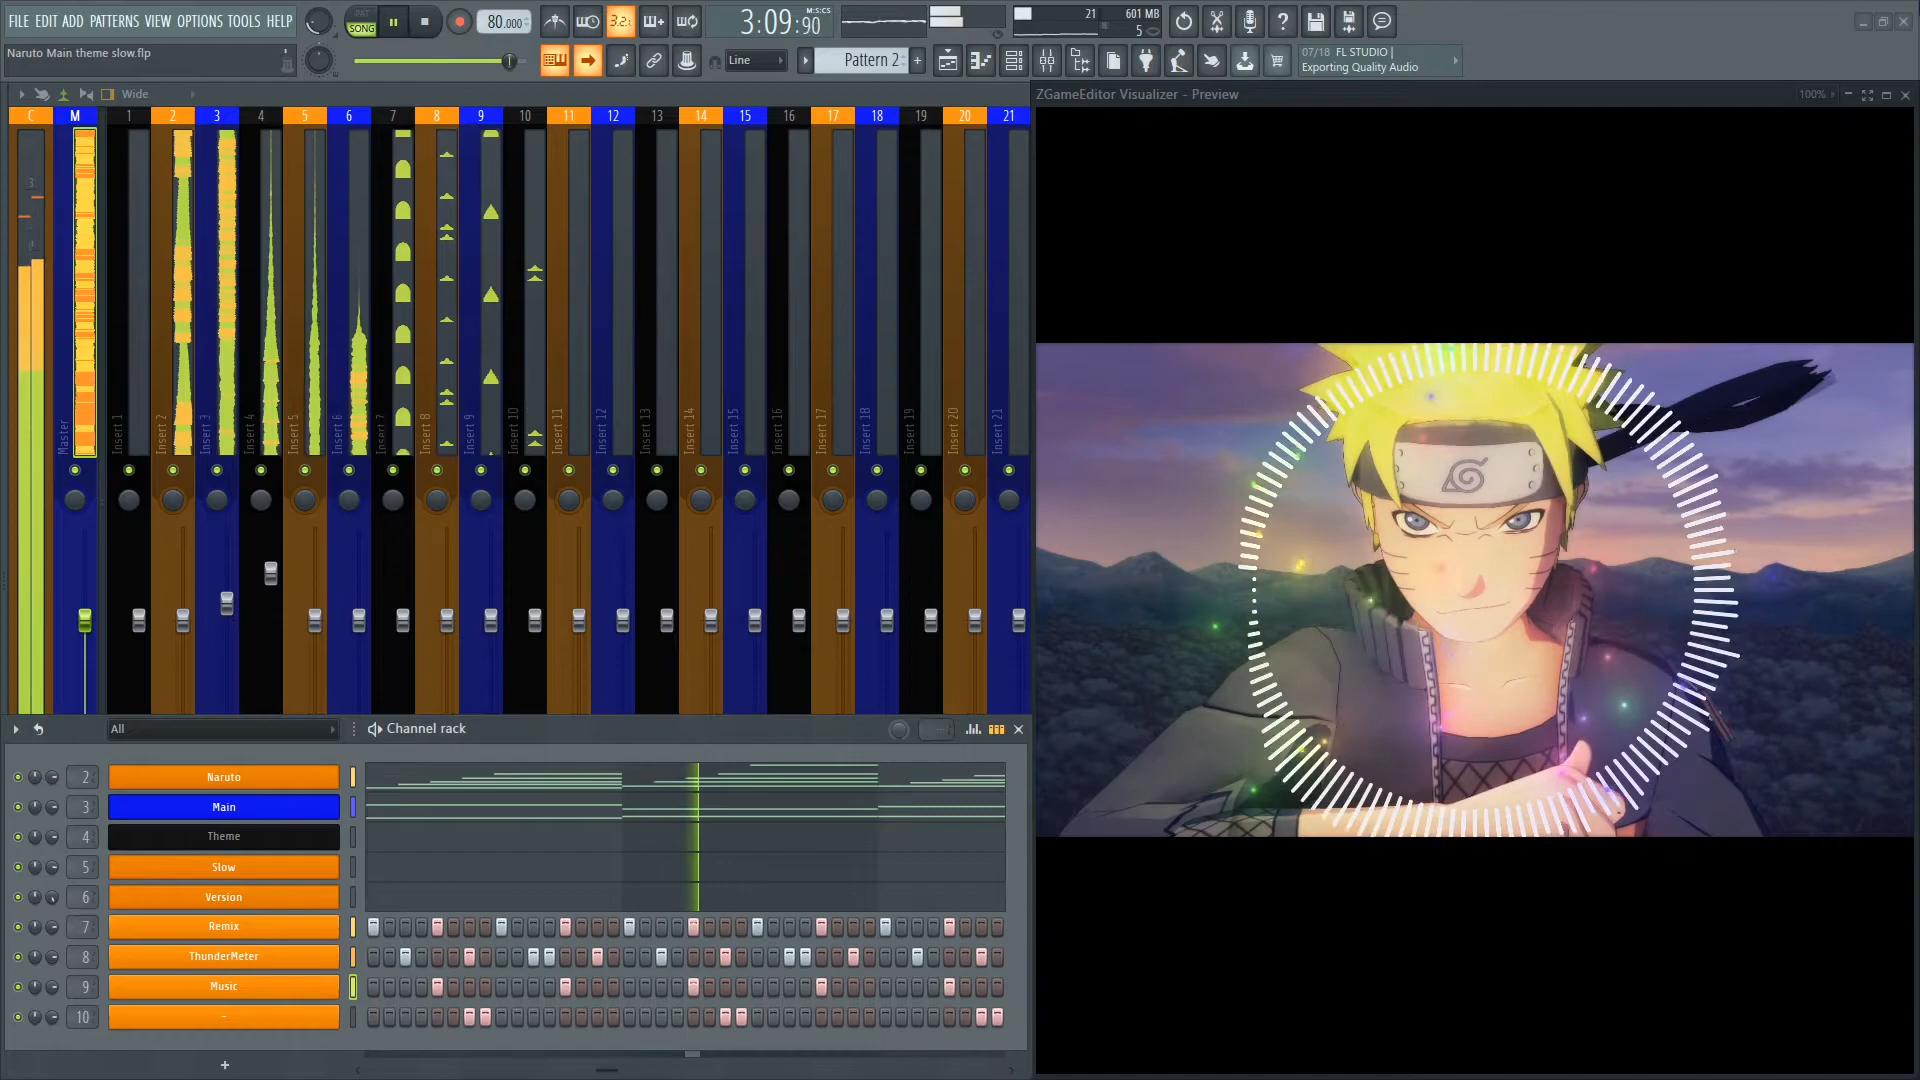 FILE EDIT ADD PATTERNS VIEW OPTIONS TOOLS HELP
PAT
SONG
80.000
3.2.
3:09:90
M:S:CS
21
601 MB
5
Naruto Main theme slow.flp
Line
Pattern 2
07/18 FL STUDIO |
Exporting Quality Audio
Wide
ZGameEditor Visualizer - Preview
100%
C M 1 2 3 4 5 6 7 8 9 10 11 12 13 14 15 16 17 18 19 20 21
3
Master
Insert 1
Insert 2
Insert 3
Insert 4
Insert 5
Insert 6
Insert 7
Insert 8
Insert 9
Insert 10
Insert 11
Insert 12
Insert 13
Insert 14
Insert 15
Insert 16
Insert 17
Insert 18
Insert 19
Insert 20
Insert 21
All
Channel rack
2 Naruto
3 Main
4 Theme
5 Slow
6 Version
7 Remix
8 ThunderMeter
9 Music
10 -
+